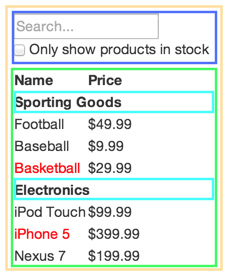 Search...
Only show products in stock
Name Price
Sporting Goods
Football $49.99
Baseball $9.99
Basketball $29.99
Electronics
iPod Touch $99.99
iPhone 5 $399.99
Nexus 7 $199.99